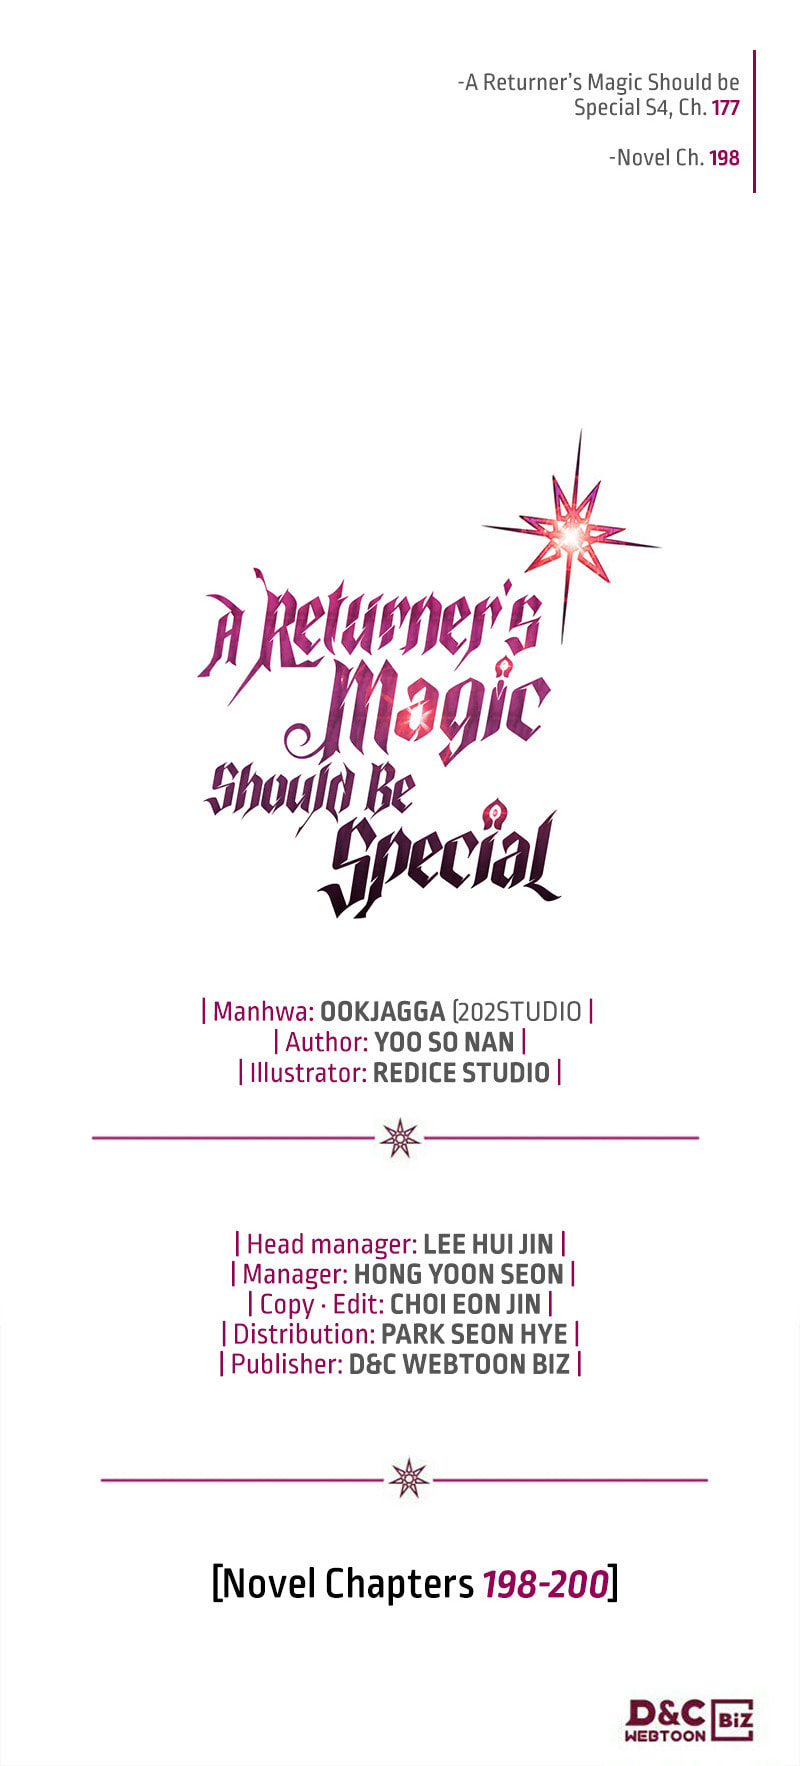 -A Returner’s Magic Should be
Special S4, Ch. 177
-Novel Ch. 198
A Returner's
Magic
Should Be
Special
| Manhwa: OOKJAGGA (202STUDIO |
| Author: YOO SO NAN |
| Illustrator: REDICE STUDIO |
| Head manager: LEE HUI JIN |
| Manager: HONG YOON SEON |
| Copy · Edit: CHOI EON JIN |
| Distribution: PARK SEON HYE |
| Publisher: D&C WEBTOON BIZ |
[Novel Chapters 198-200]
D&C
WEBTOON
BiZ